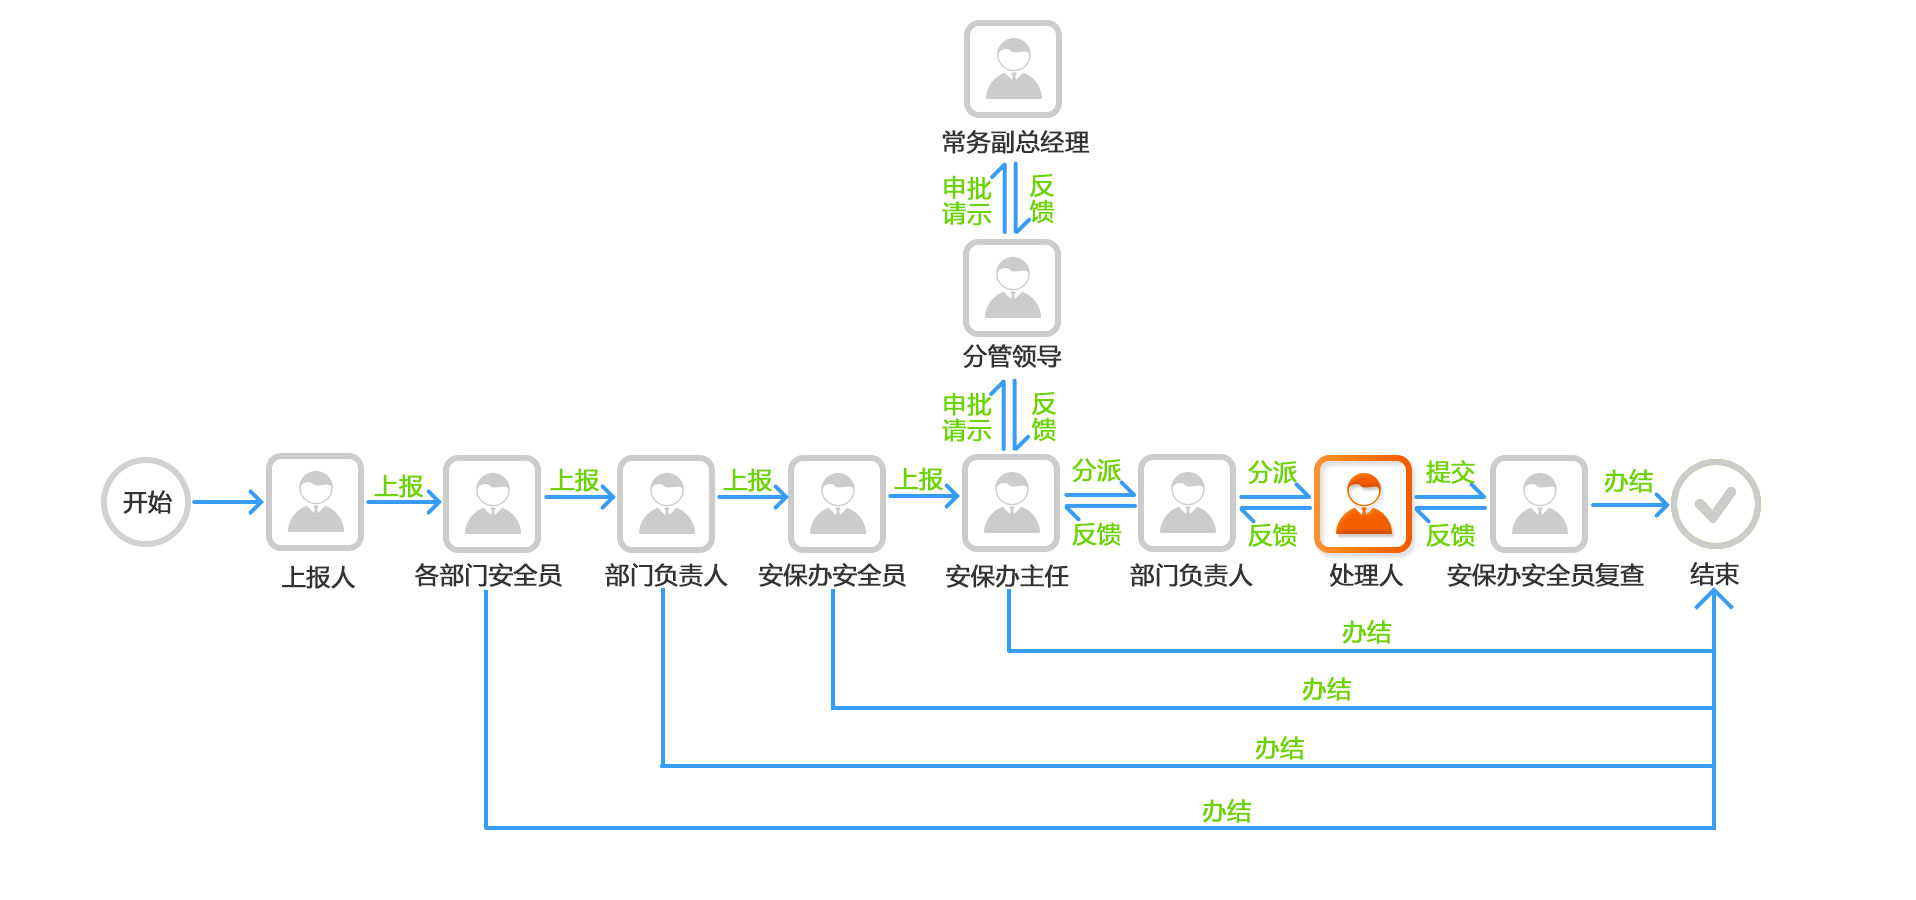 常务副总经理
申批
请示
反
馈
分管领导
申批
请示
反
馈
开始
上报
上报
上报
上报
分派
反馈
分派
反馈
提交
反馈
办结
上报人
各部门安全员
部门负责人
安保办安全员
安保办主任
部门负责人
处理人
安保办安全员复查
结束
办结
办结
办结
办结